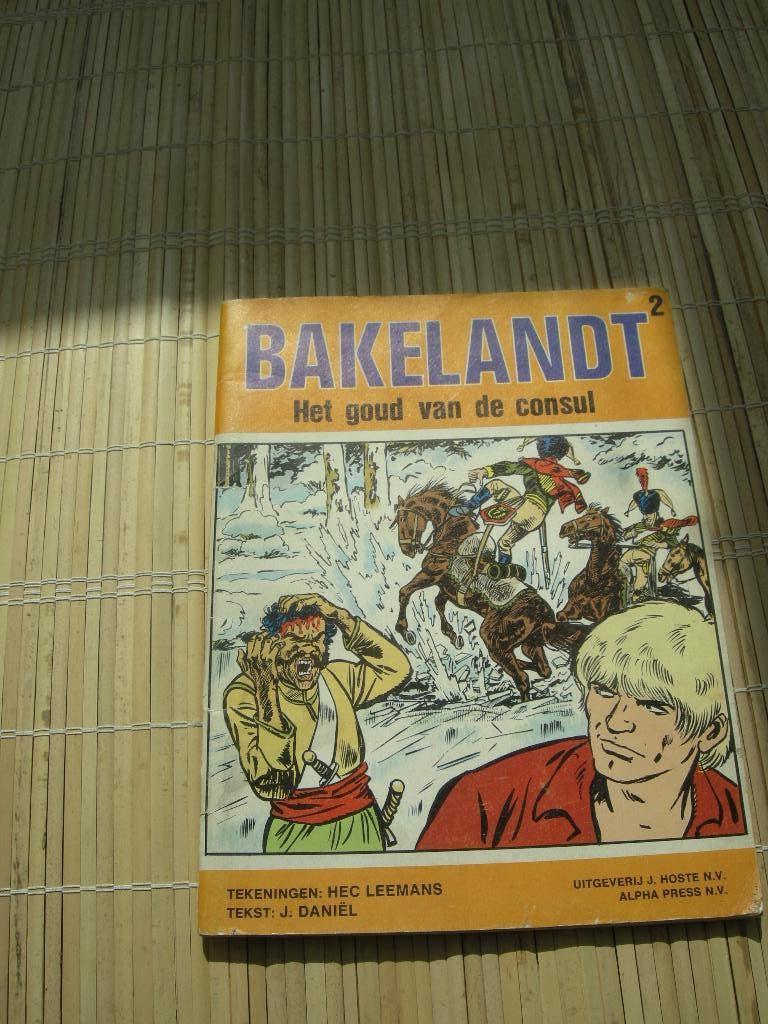 2
BAKELANDT
Het goud van de consul
TEKENINGEN: HEC LEEMANS
TEKST: J. DANIËL
UITGEVERIJ J. HOSTE N.V.
ALPHA PRESS N.V.